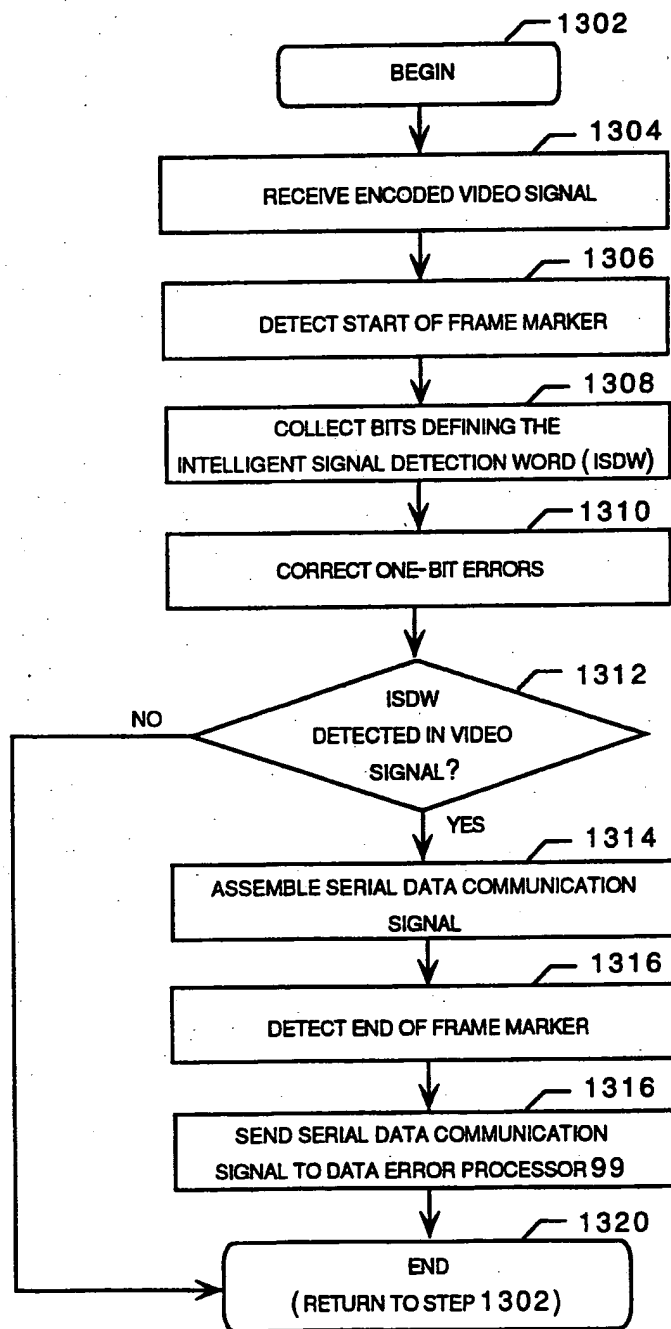 1302
BEGIN
1304
RECEIVE ENCODED VIDEO SIGNAL
1306
DETECT START OF FRAME MARKER
1308
COLLECT BITS DEFINING THE
INTELLIGENT SIGNAL DETECTION WORD (ISDW)
1310
CORRECT ONE-BIT ERRORS
1312
ISDW
DETECTED IN VIDEO
SIGNAL?
NO
YES
1314
ASSEMBLE SERIAL DATA COMMUNICATION
SIGNAL
1316
DETECT END OF FRAME MARKER
1316
SEND SERIAL DATA COMMUNICATION
SIGNAL TO DATA ERROR PROCESSOR 99
1320
END
(RETURN TO STEP 1302)